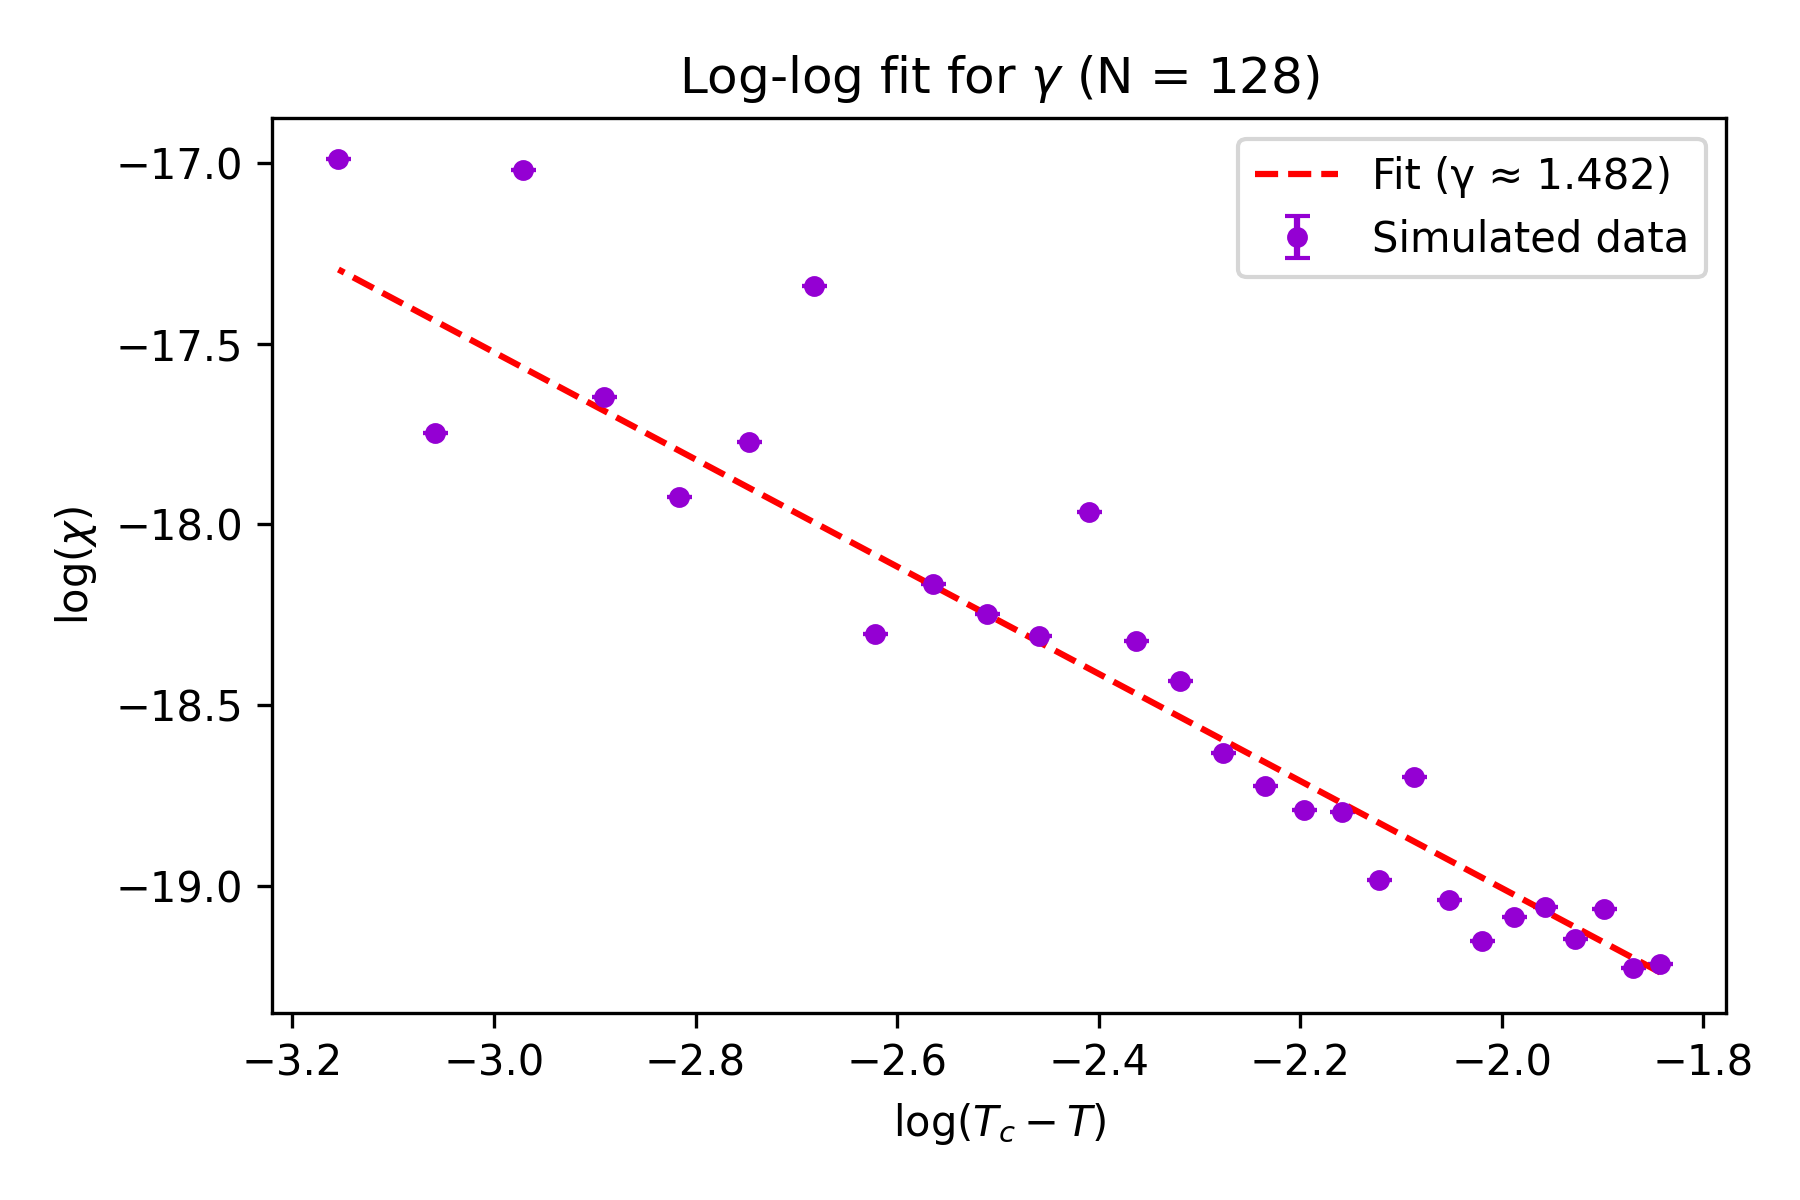 Log-log fit for γ (N = 128)
Fit (γ ≈ 1.482)
Simulated data
log(χ)
−17.0
−17.5
−18.0
−18.5
−19.0
−3.2 −3.0 −2.8 −2.6 −2.4 −2.2 −2.0 −1.8
log(T_c − T)